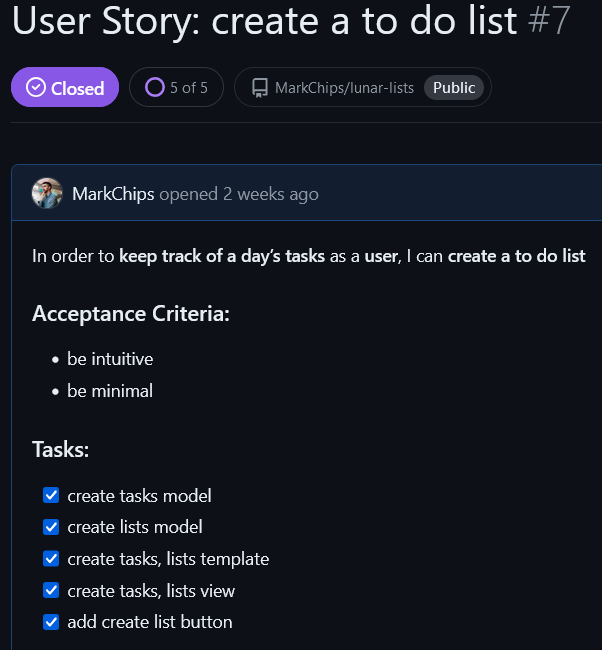 User Story: create a to do list #7
Closed 5 of 5 MarkChips/lunar-lists Public
MarkChips opened 2 weeks ago
In order to keep track of a day's tasks as a user, I can create a to do list
Acceptance Criteria:
• be intuitive
• be minimal
Tasks:
create tasks model
create lists model
create tasks, lists template
create tasks, lists view
add create list button